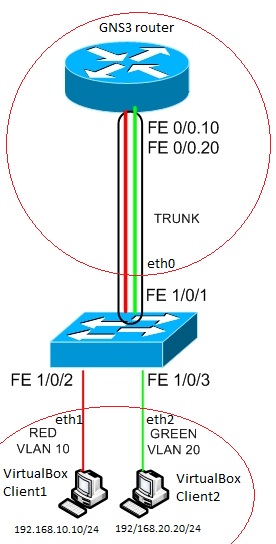 GNS3 router
FE 0/0.10
FE 0/0.20
TRUNK
eth0
FE 1/0/1
FE 1/0/2
FE 1/0/3
eth1
eth2
RED
VLAN 10
GREEN
VLAN 20
VirtualBox
Client1
VirtualBox
Client2
192.168.10.10/24
192/168.20.20/24